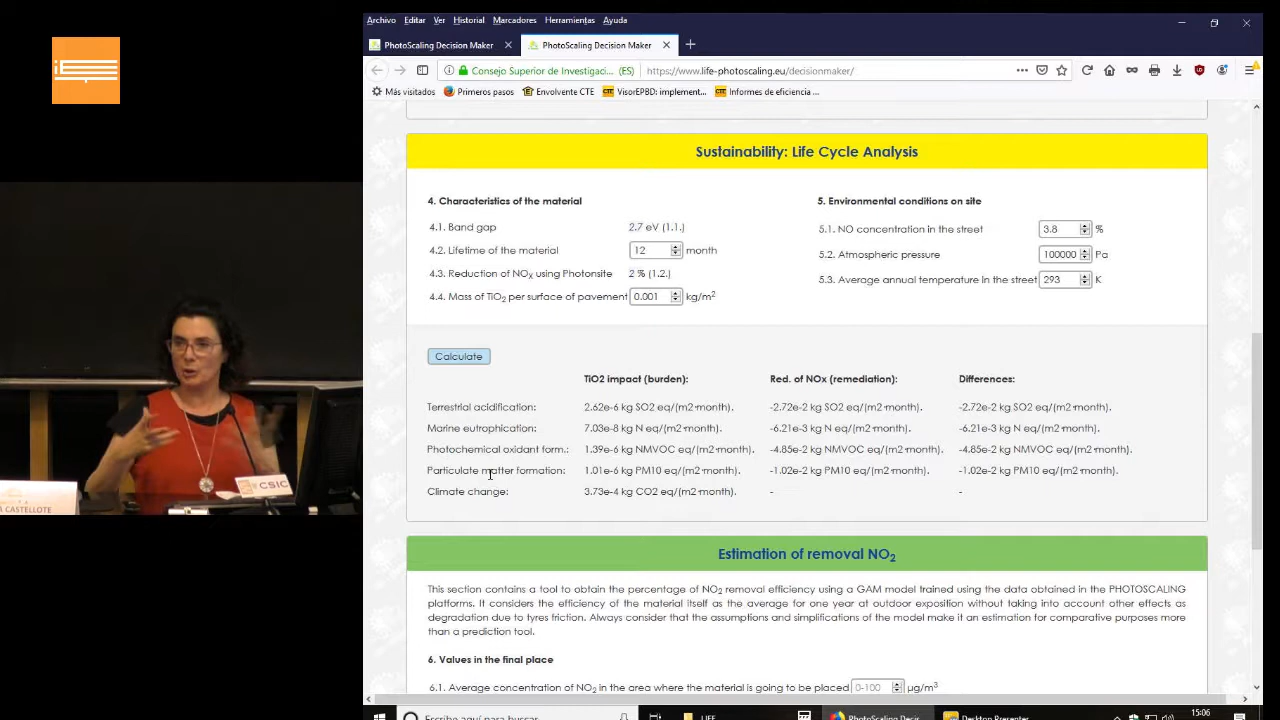 Archivo Editar Ver Historial Marcadores Herramientas Ayuda
PhotoScaling Decision Maker
PhotoScaling Decision Maker
Consejo Superior de Investigaci... (ES)
https://www.life-photoscaling.eu/decisionmaker/
Más visitados Primeros pasos Envolvente CTE VisorEPBD: implement... Informes de eficiencia ...
Sustainability: Life Cycle Analysis
4. Characteristics of the material
4.1. Band gap 2.7 eV (1.1.)
4.2. Lifetime of the material 12 month
4.3. Reduction of NOx using Photonsite 2 % (1.2.)
4.4. Mass of TiO2 per surface of pavement 0.001 kg/m2
5. Environmental conditions on site
5.1. NO concentration in the street 3.8 %
5.2. Atmospheric pressure 100000 Pa
5.3. Average annual temperature in the street 293 K
Calculate
TiO2 impact (burden): Red. of NOx (remediation): Differences:
Terrestrial acidification: 2.62e-6 kg SO2 eq/(m2·month). -2.72e-2 kg SO2 eq/(m2·month). -2.72e-2 kg SO2 eq/(m2·month).
Marine eutrophication: 7.03e-8 kg N eq/(m2·month). -6.21e-3 kg N eq/(m2·month). -6.21e-3 kg N eq/(m2·month).
Photochemical oxidant form.: 1.39e-6 kg NMVOC eq/(m2·month). -4.85e-2 kg NMVOC eq/(m2·month). -4.85e-2 kg NMVOC eq/(m2·month).
Particulate matter formation: 1.01e-6 kg PM10 eq/(m2·month). -1.02e-2 kg PM10 eq/(m2·month). -1.02e-2 kg PM10 eq/(m2·month).
Climate change: 3.73e-4 kg CO2 eq/(m2·month). - -
Estimation of removal NO2
This section contains a tool to obtain the percentage of NO2 removal efficiency using a GAM model trained using the data obtained in the PHOTOSCALING
platforms. It considers the efficiency of the material itself as the average for one year at outdoor exposition without taking into account other effects as
degradation due to tyres friction. Always consider that the assumptions and simplifications of the model make it an estimation for comparative purposes more
than a prediction tool.
6. Values in the final place
6.1. Average concentration of NO2 in the area where the material is going to be placed 0-100 µg/m3
Escribe aquí para buscar
LIFE
PhotoScaling Decis...
Desktop Presenter
15:06
CSIC
CASTELLOTE